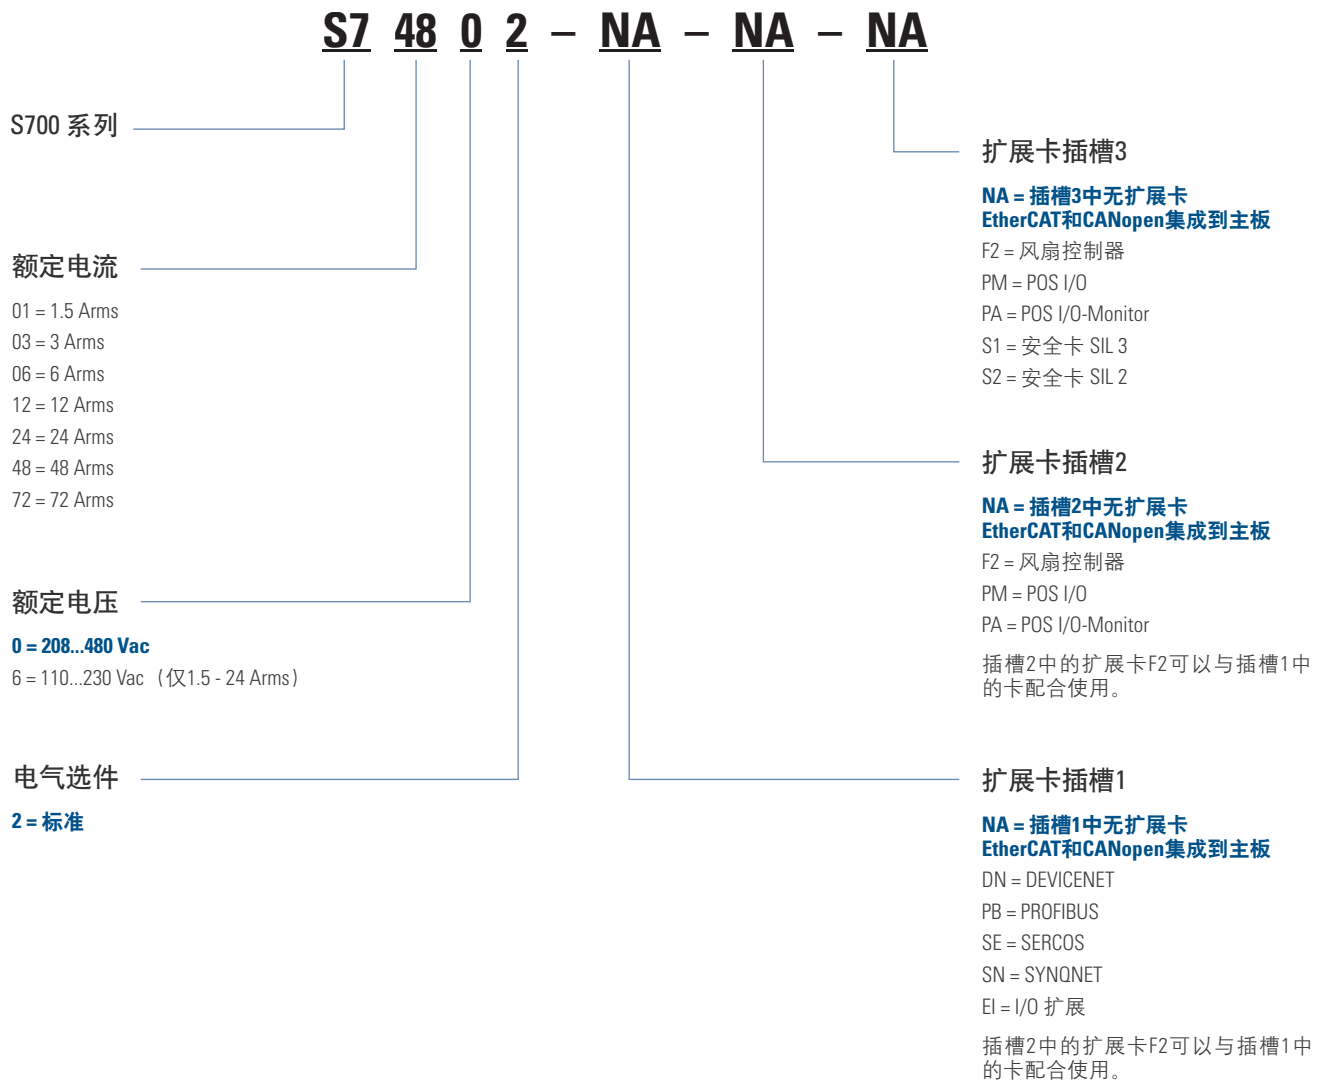 S7 48 0 2 – NA – NA – NA
S700 系列
额定电流
01 = 1.5 Arms
03 = 3 Arms
06 = 6 Arms
12 = 12 Arms
24 = 24 Arms
48 = 48 Arms
72 = 72 Arms
额定电压
0 = 208...480 Vac
6 = 110...230 Vac（仅1.5 - 24 Arms）
电气选件
2 = 标准
扩展卡插槽3
NA = 插槽3中无扩展卡
EtherCAT和CANopen集成到主板
F2 = 风扇控制器
PM = POS I/O
PA = POS I/O-Monitor
S1 = 安全卡 SIL 3
S2 = 安全卡 SIL 2
扩展卡插槽2
NA = 插槽2中无扩展卡
EtherCAT和CANopen集成到主板
F2 = 风扇控制器
PM = POS I/O
PA = POS I/O-Monitor
插槽2中的扩展卡F2可以与插槽1中
的卡配合使用。
扩展卡插槽1
NA = 插槽1中无扩展卡
EtherCAT和CANopen集成到主板
DN = DEVICENET
PB = PROFIBUS
SE = SERCOS
SN = SYNQNET
EI = I/O 扩展
插槽2中的扩展卡F2可以与插槽1中
的卡配合使用。